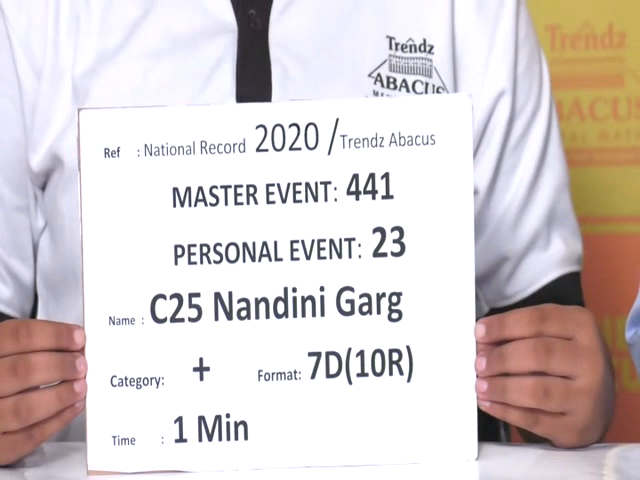 Trendz
ABACUS
Ref : National Record 2020 / Trendz Abacus
MASTER EVENT: 441
PERSONAL EVENT: 23
Name : C25 Nandini Garg
Category: + Format: 7D(10R)
Time : 1 Min
Trendz
ABACUS